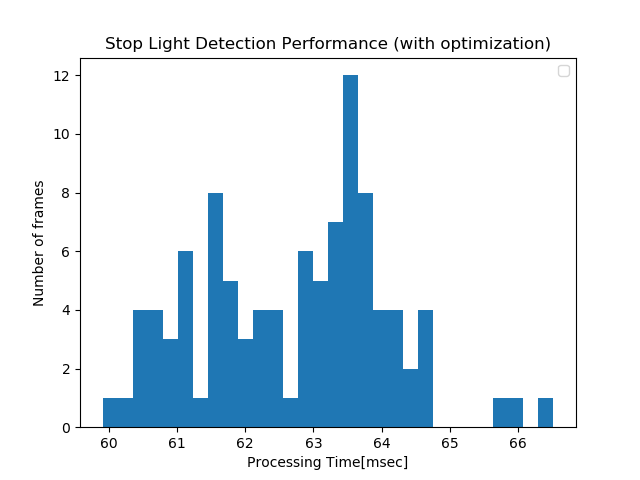 Stop Light Detection Performance (with optimization)
12
10
8
6
4
2
0
Number of frames
60 61 62 63 64 65 66
Processing Time[msec]